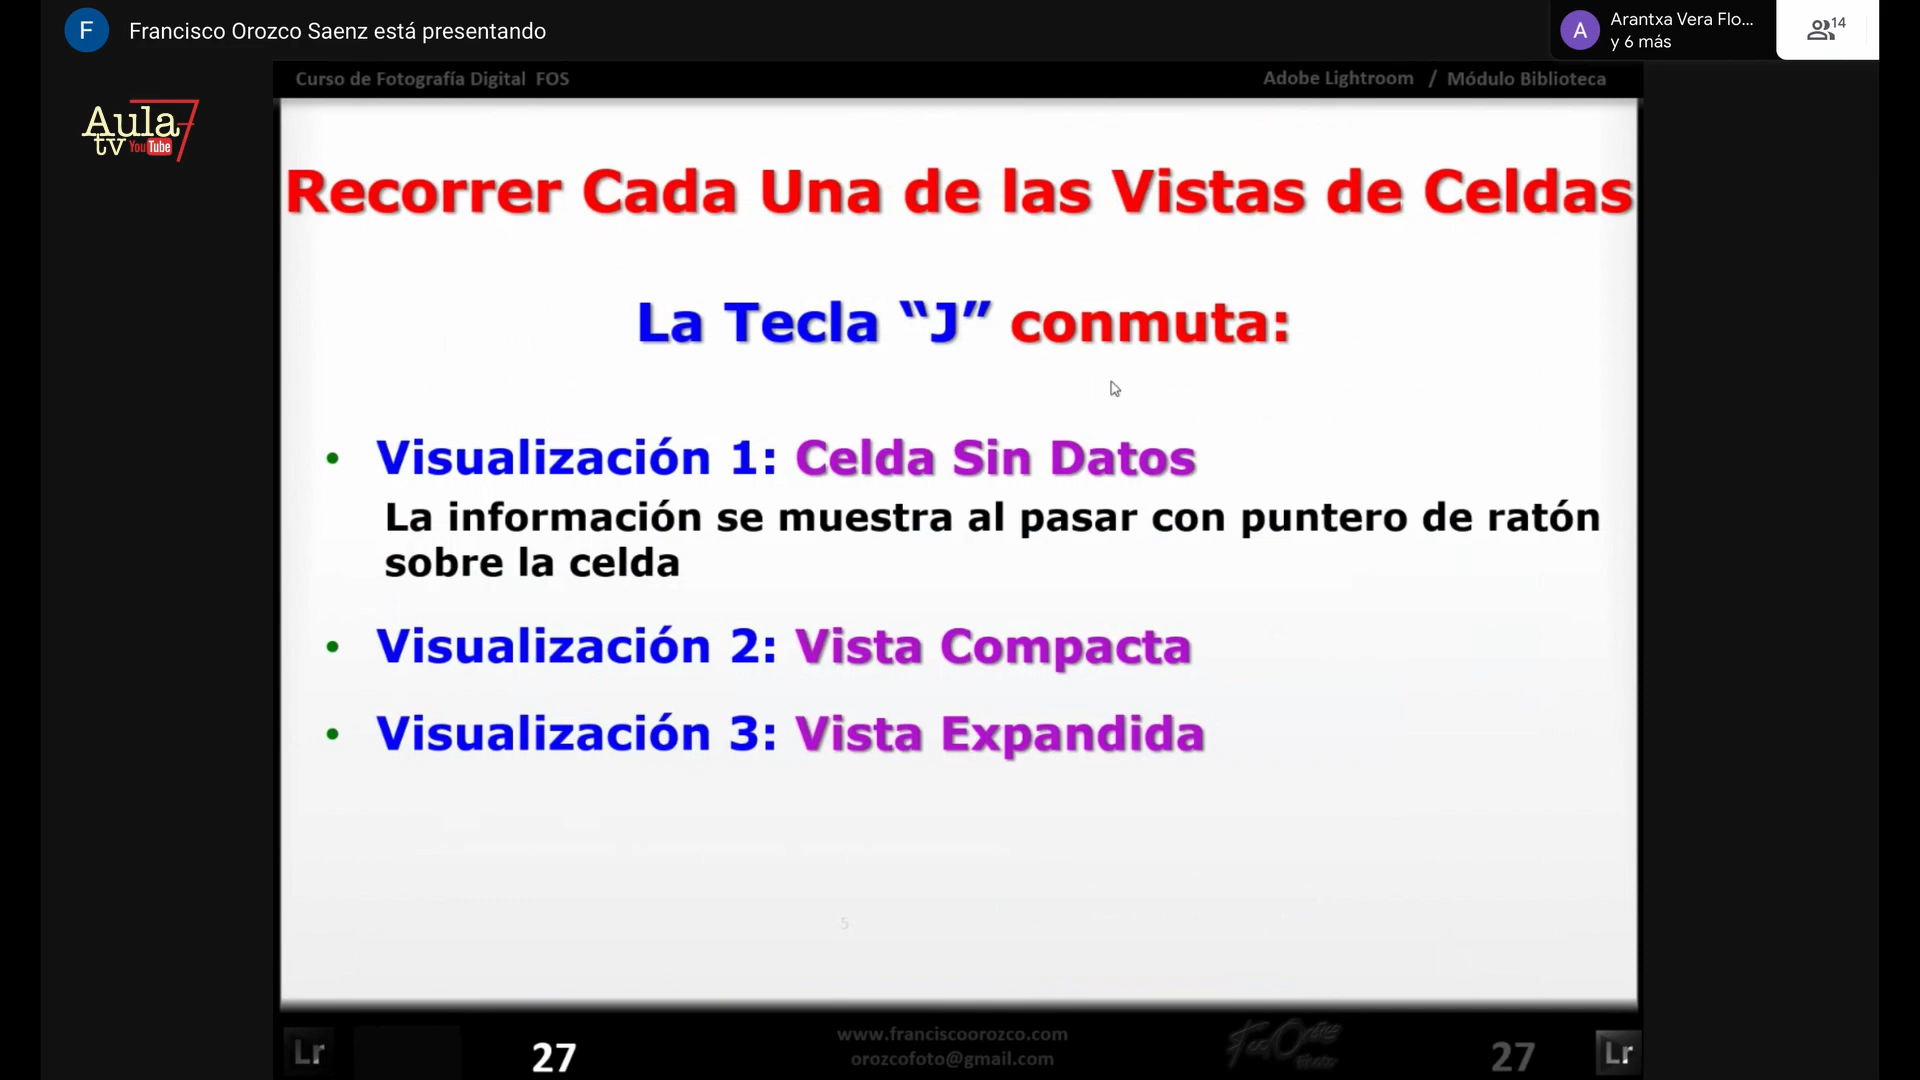 F Francisco Orozco Saenz está presentando
A Arantxa Vera Flo...
y 6 más
14
Curso de Fotografía Digital FOS
Adobe Lightroom / Módulo Biblioteca
Aula 7
tv YouTube
Recorrer Cada Una de las Vistas de Celdas
La Tecla “J” conmuta:
• Visualización 1: Celda Sin Datos
La información se muestra al pasar con puntero de ratón
sobre la celda
• Visualización 2: Vista Compacta
• Visualización 3: Vista Expandida
5
Lr
27
www.franciscoorozco.com
orozcofoto@gmail.com
27
Lr